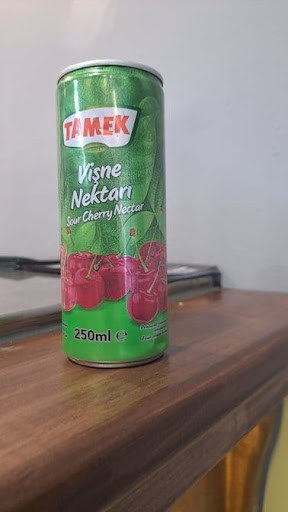 TAMEK
Vişne
Nektarı
Sour Cherry Nectar
250ml e